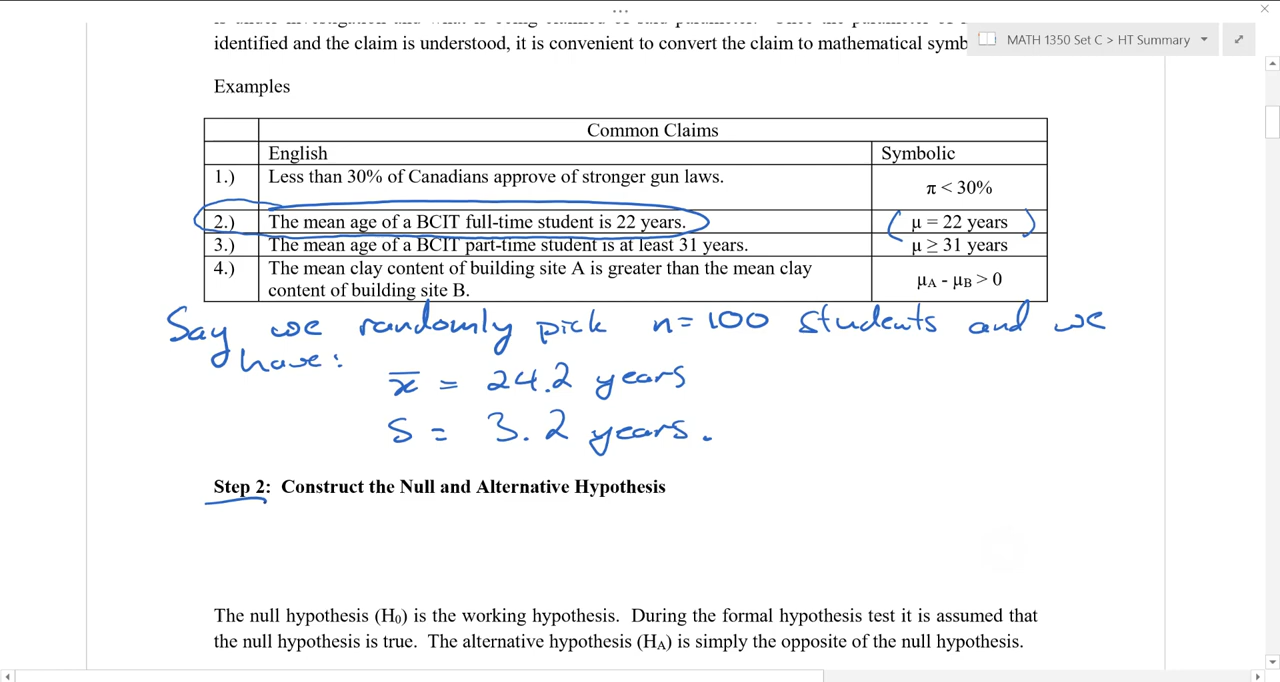 identified and the claim is understood, it is convenient to convert the claim to mathematical symb
MATH 1350 Set C > HT Summary
Examples
Common Claims
English Symbolic
1.) Less than 30% of Canadians approve of stronger gun laws. π < 30%
2.) The mean age of a BCIT full-time student is 22 years. μ = 22 years
3.) The mean age of a BCIT part-time student is at least 31 years. μ ≥ 31 years
4.) The mean clay content of building site A is greater than the mean clay
content of building site B. μA - μB > 0
Say we randomly pick n=100 students and we
have:
x̄ = 24.2 years
S = 3.2 years.
Step 2: Construct the Null and Alternative Hypothesis
The null hypothesis (H₀) is the working hypothesis. During the formal hypothesis test it is assumed that
the null hypothesis is true. The alternative hypothesis (HA) is simply the opposite of the null hypothesis.